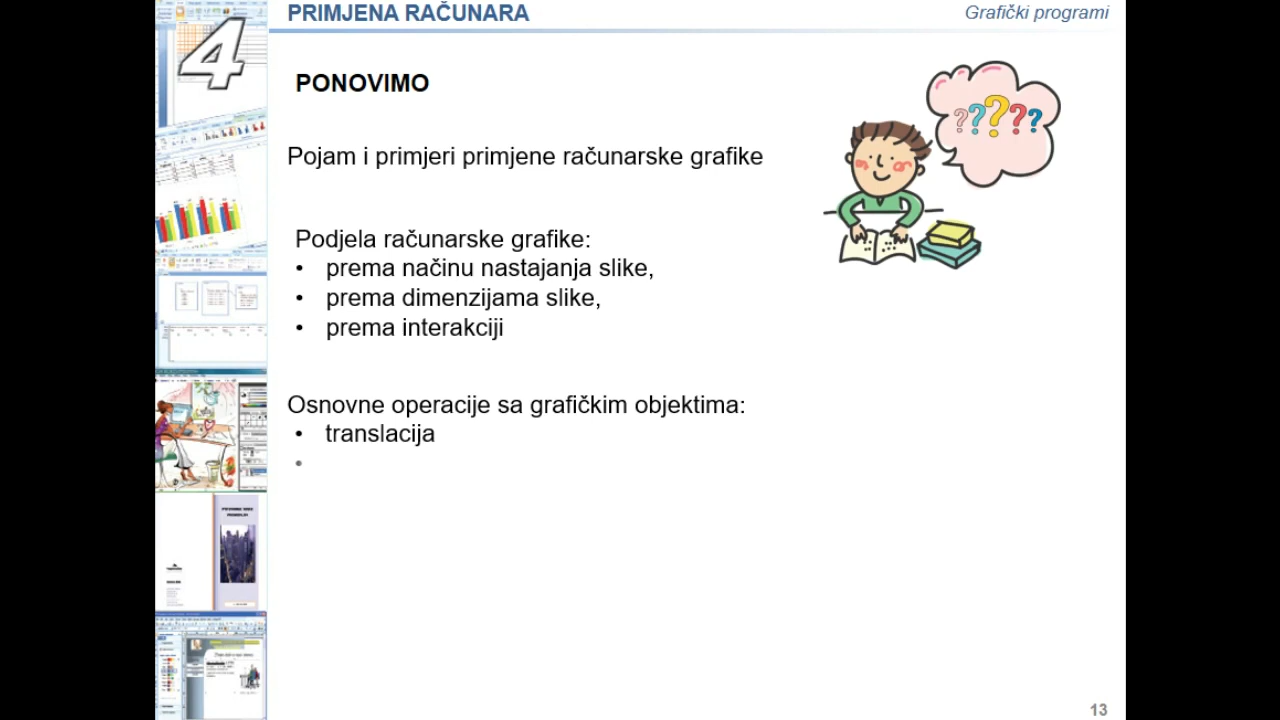 4
PRIMJENA RAČUNARA
Grafički programi
PONOVIMO
?????
Pojam i primjeri primjene računarske grafike
Podjela računarske grafike:
• prema načinu nastajanja slike,
• prema dimenzijama slike,
• prema interakciji
Osnovne operacije sa grafičkim objektima:
• translacija
•
13